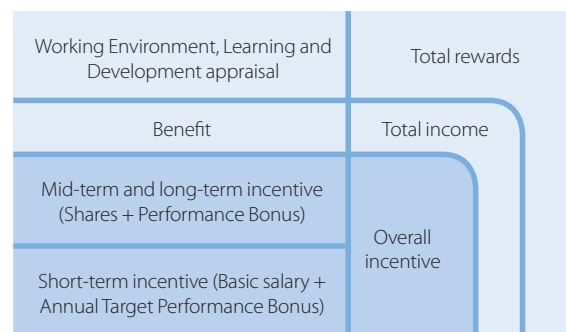 Working Environment, Learning and
Development appraisal
Total rewards
Benefit
Total income
Mid-term and long-term incentive
(Shares + Performance Bonus)
Overall
incentive
Short-term incentive (Basic salary +
Annual Target Performance Bonus)